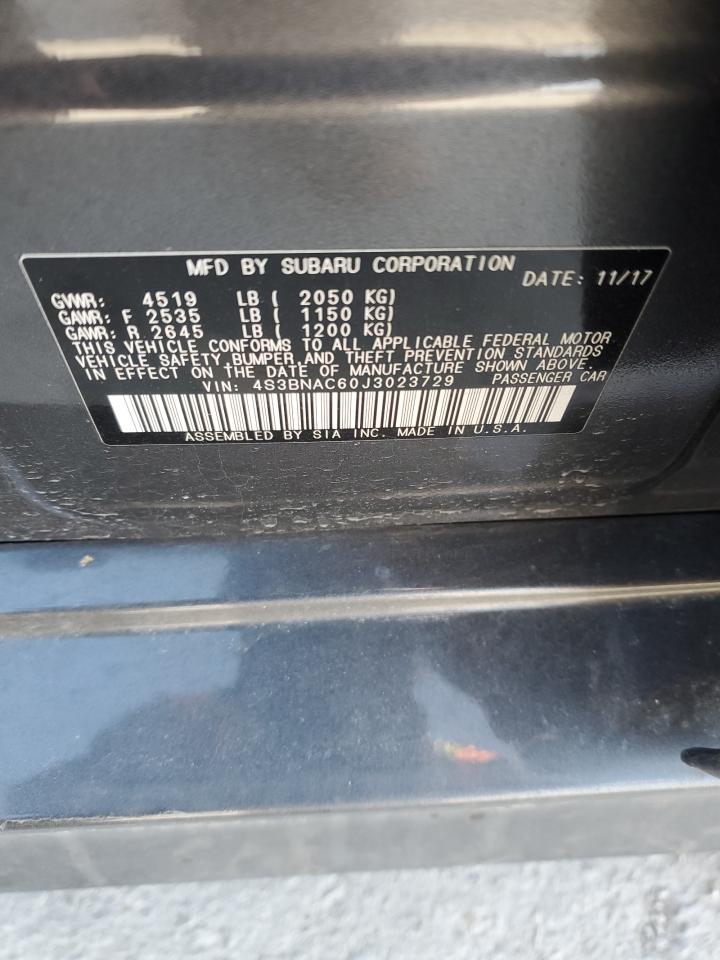 MFD BY SUBARU CORPORATION DATE: 11/17
GVWR: 4519 LB ( 2050 KG)
GAWR: F 2535 LB ( 1150 KG)
GAWR: R 2645 LB ( 1200 KG)
THIS VEHICLE CONFORMS TO ALL APPLICABLE FEDERAL MOTOR
VEHICLE SAFETY,BUMPER,AND THEFT PREVENTION STANDARDS
IN EFFECT ON THE DATE OF MANUFACTURE SHOWN ABOVE.
VIN: 4S3BNAC60J3023729 PASSENGER CAR
ASSEMBLED BY SIA INC. MADE IN U.S.A.